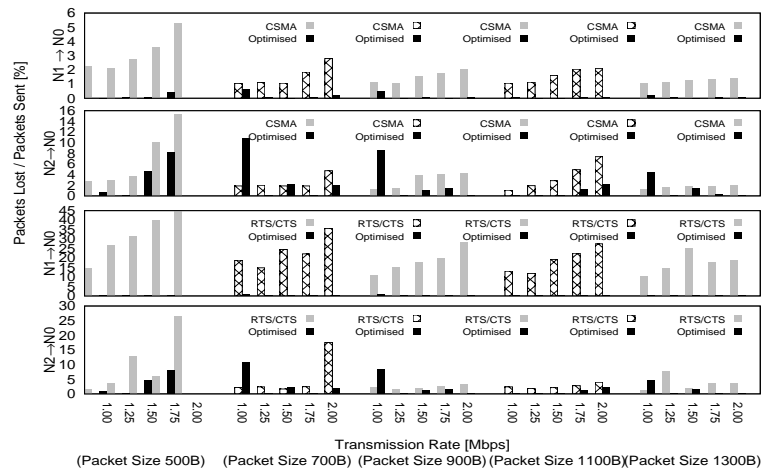 Packets Lost / Packets Sent [%]
N1→N0
6
5
4
3
2
1
0
CSMA CSMA CSMA CSMA CSMA
Optimised Optimised Optimised Optimised Optimised
N2→N0
16
14
12
10
8
6
4
2
0
CSMA CSMA CSMA CSMA CSMA
Optimised Optimised Optimised Optimised Optimised
N1→N0
45
40
35
30
25
20
15
10
5
0
RTS/CTS RTS/CTS RTS/CTS RTS/CTS RTS/CTS
Optimised Optimised Optimised Optimised Optimised
N2→N0
30
25
20
15
10
5
0
RTS/CTS RTS/CTS RTS/CTS RTS/CTS RTS/CTS
Optimised Optimised Optimised Optimised Optimised
1.00 1.25 1.50 1.75 2.00 1.00 1.25 1.50 1.75 2.00 1.00 1.25 1.50 1.75 2.00 1.00 1.25 1.50 1.75 2.00 1.00 1.25 1.50 1.75 2.00
Transmission Rate [Mbps]
(Packet Size 500B) (Packet Size 700B) (Packet Size 900B) (Packet Size 1100B) (Packet Size 1300B)